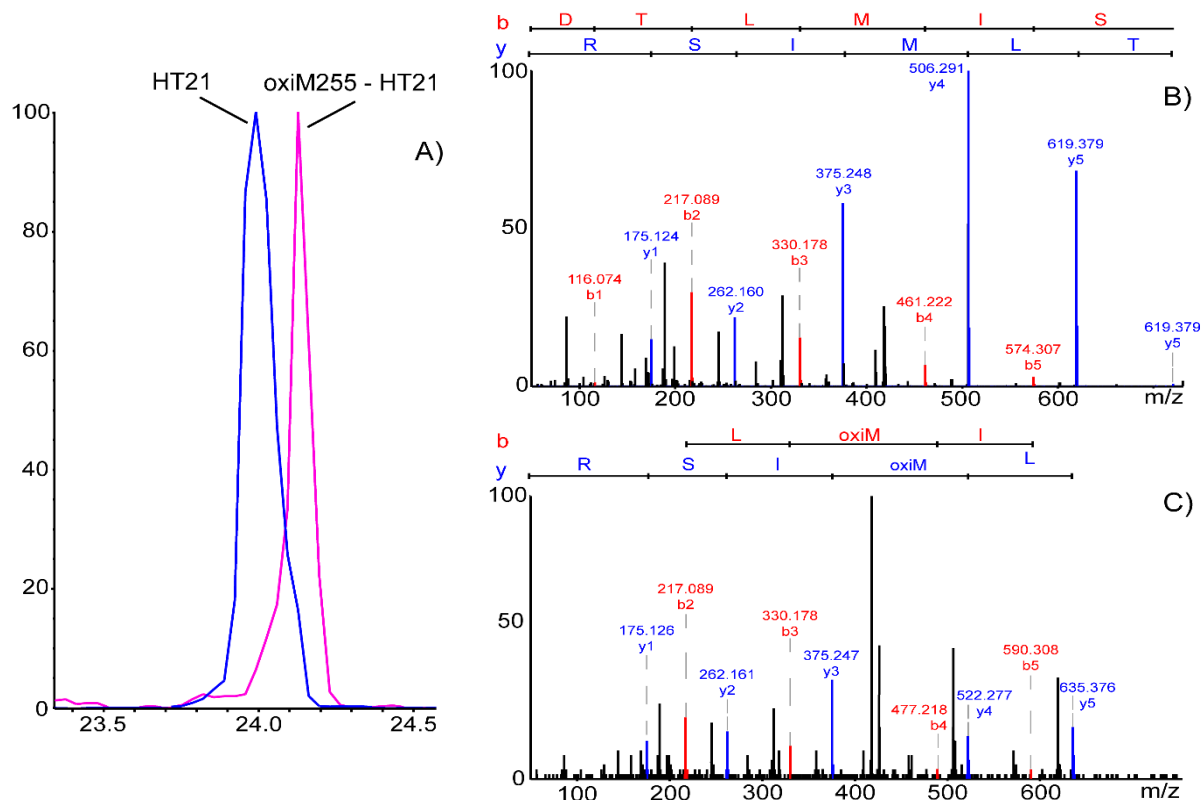 HT21
oxiM255 - HT21
A)
100
80
60
40
20
0
23.5
24.0
24.5
b
D
T
L
M
I
S
y
R
S
I
M
L
T
B)
100
50
0
116.074
b1
175.124
y1
217.089
b2
262.160
y2
330.178
b3
375.248
y3
461.222
b4
506.291
y4
574.307
b5
619.379
y5
619.379
y5
100
200
300
400
500
600
m/z
b
L
oxiM
I
y
R
S
I
oxiM
L
C)
100
50
0
175.126
y1
217.089
b2
262.161
y2
330.178
b3
375.247
y3
477.218
b4
522.277
y4
590.308
b5
635.376
y5
100
200
300
400
500
600
m/z